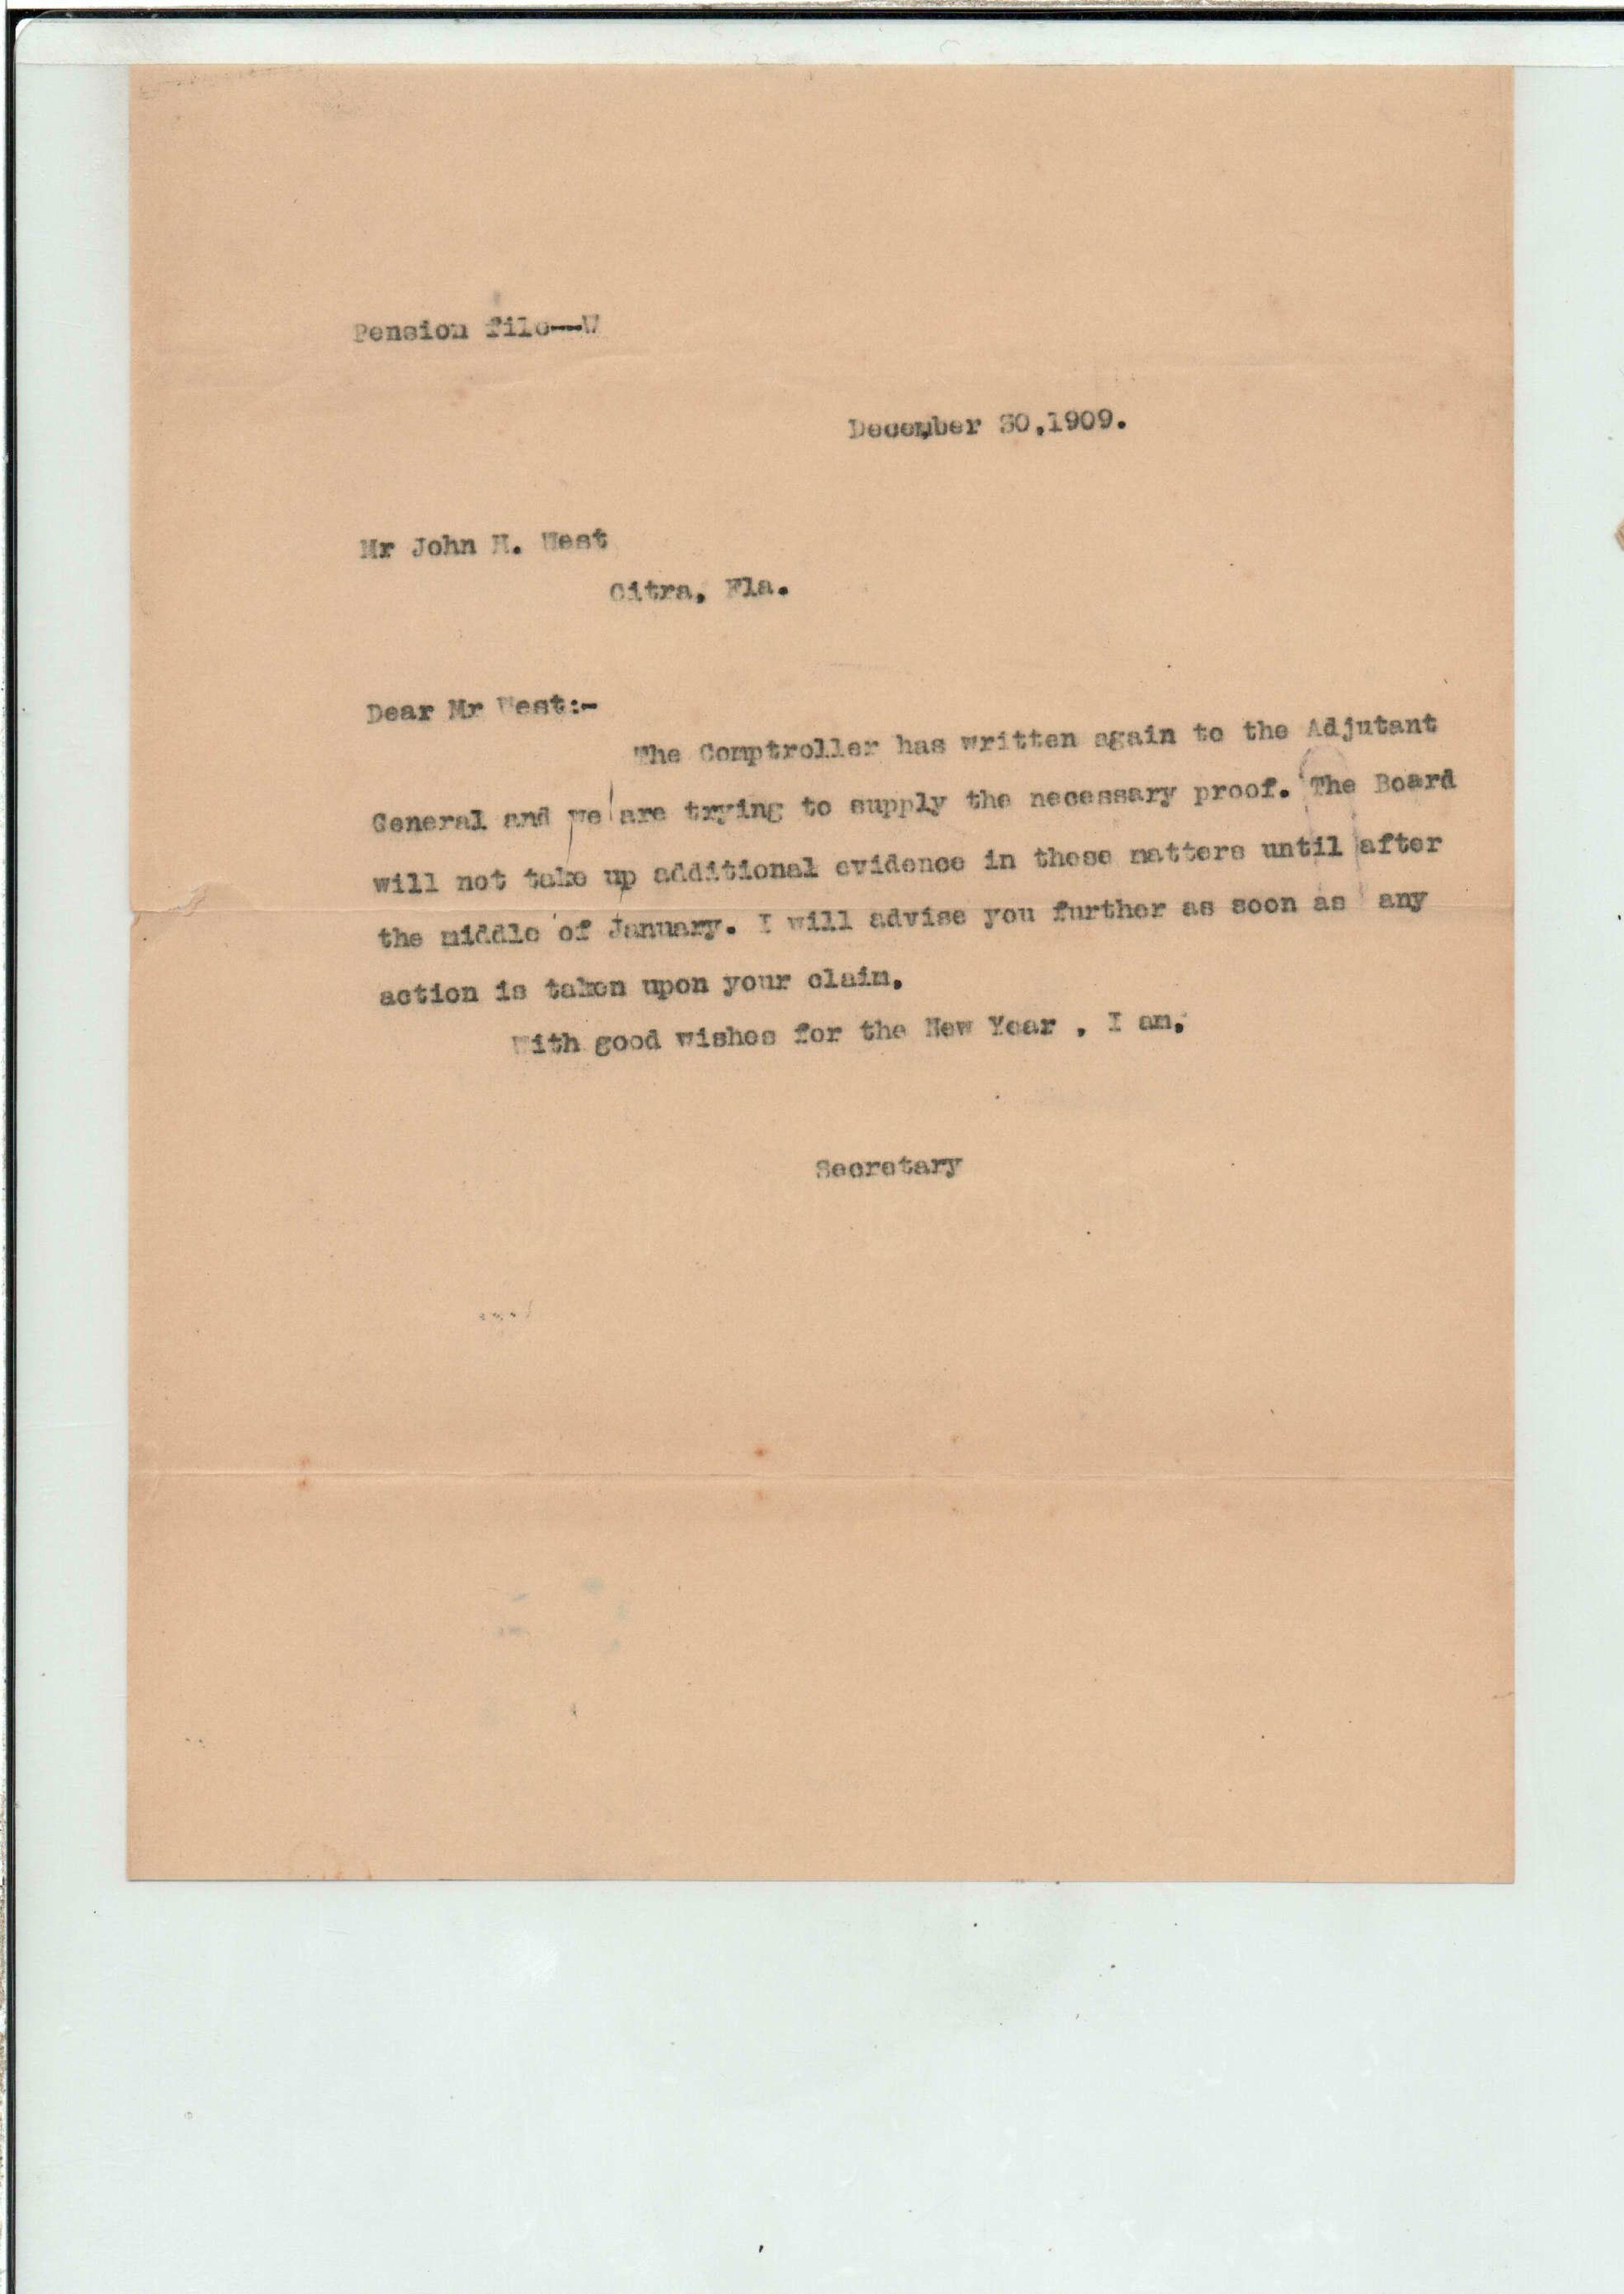 Pension file--W
December 30,1909.
Mr John H. West
Citra, Fla.
Dear Mr West:-
The Comptroller has written again to the Adjutant
General and we are trying to supply the necessary proof. The Board
will not take up additional evidence in these matters until after
the middle of January. I will advise you further as soon as any
action is taken upon your claim.
With good wishes for the New Year , I am,
Secretary